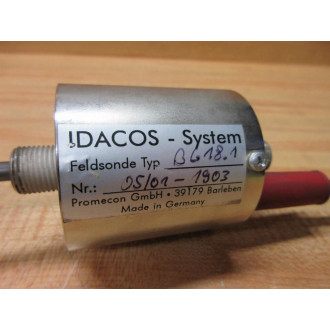 !DACOS - System
Feldsonde Typ B618.1
Nr.: 05/01-1903
Promecon GmbH • 39179 Barleben
Made in Germany